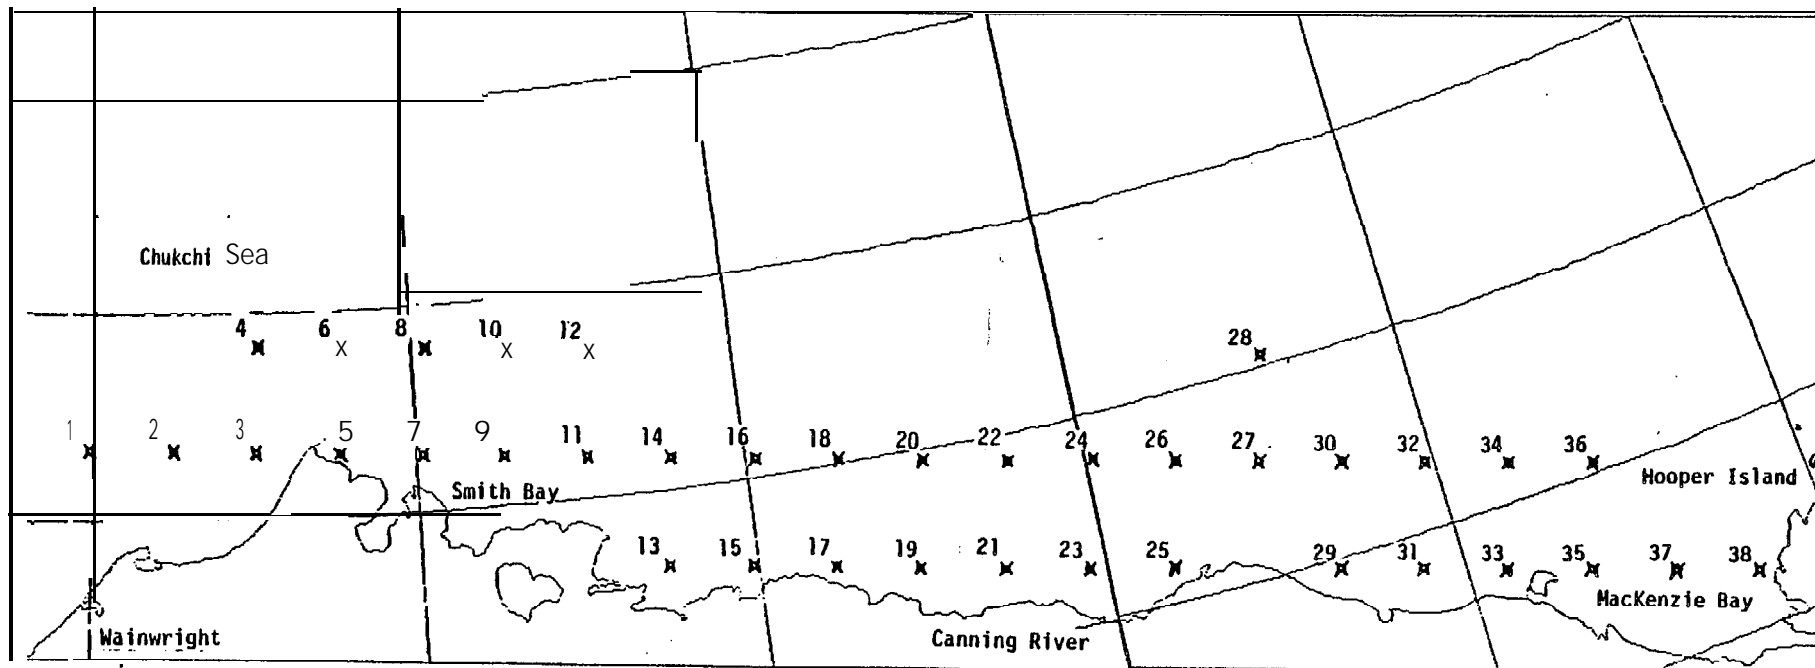 Chukchi Sea
4 6 8 10 12
28
1 2 3 5 7 9 11 14 16 18 20 22 24 26 27 30 32 34 36
Hooper Island
Smith Bay
13 15 17 19 21 23 25 29 31 33 35 37 38
MacKenzie Bay
Wainwright
Canning River